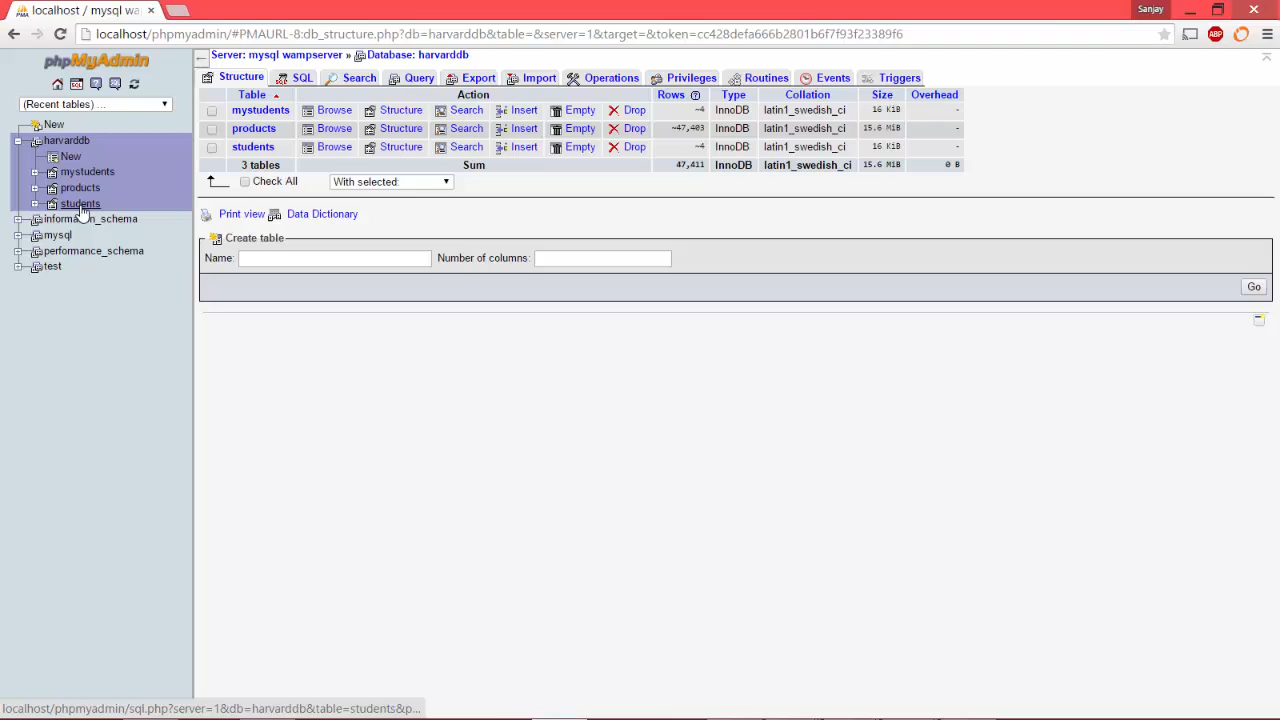 localhost / mysql wa
Sanjay
localhost/phpmyadmin/#PMAURL-8:db_structure.php?db=harvarddb&table=&server=1&target=&token=cc428defa666b2801b6f7f93f23389f6
ABP
phpMyAdmin
(Recent tables) ...
New
harvarddb
New
mystudents
products
students
information_schema
mysql
performance_schema
test
Server: mysql wampserver » Database: harvarddb
Structure SQL Search Query Export Import Operations Privileges Routines Events Triggers
Table Action Rows Type Collation Size Overhead
mystudents Browse Structure Search Insert Empty Drop ~4 InnoDB latin1_swedish_ci 16 KiB -
products Browse Structure Search Insert Empty Drop ~47,403 InnoDB latin1_swedish_ci 15.6 MiB -
students Browse Structure Search Insert Empty Drop ~4 InnoDB latin1_swedish_ci 16 KiB -
3 tables Sum 47,411 InnoDB latin1_swedish_ci 15.6 MiB 0 B
Check All With selected:
Print view Data Dictionary
Create table
Name: Number of columns:
Go
localhost/phpmyadmin/sql.php?server=1&db=harvarddb&table=students&p...